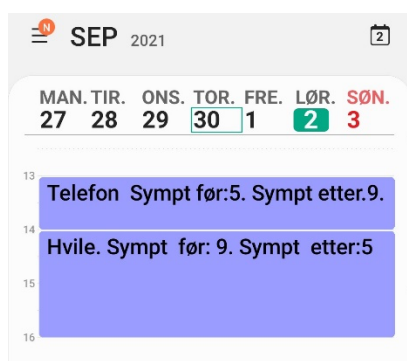 N
SEP 2021
2
MAN. TIR. ONS. TOR. FRE. LØR. SØN.
27 28 29 30 1 2 3
13
Telefon Sympt før:5. Sympt etter.9.
14
Hvile. Sympt før: 9. Sympt etter:5
15
16